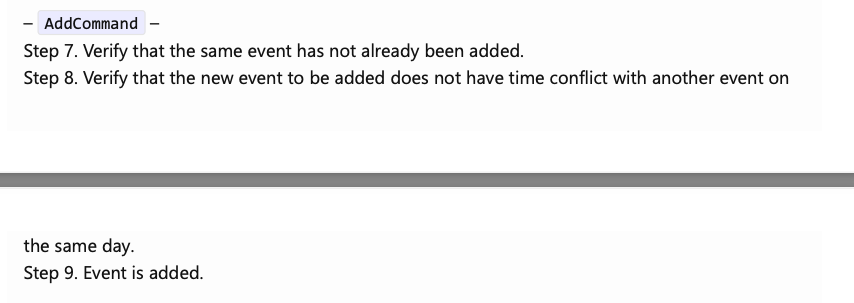 – AddCommand –
Step 7. Verify that the same event has not already been added.
Step 8. Verify that the new event to be added does not have time conflict with another event on
the same day.
Step 9. Event is added.